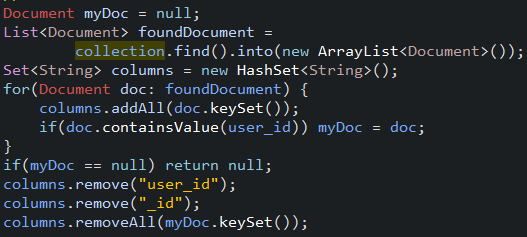 Document myDoc = null;
List<Document> foundDocument =
collection.find().into(new ArrayList<Document>());
Set<String> columns = new HashSet<String>();
for(Document doc: foundDocument) {
columns.addAll(doc.keySet());
if(doc.containsValue(user_id)) myDoc = doc;
}
if(myDoc == null) return null;
columns.remove("user_id");
columns.remove("_id");
columns.removeAll(myDoc.keySet());